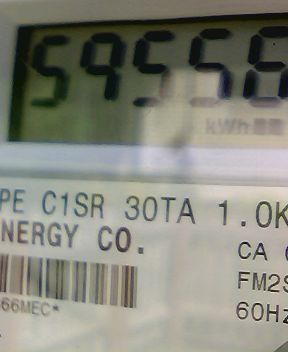 59556
kWh
PE C1SR 30TA 1.0K
NERGY CO.
CA
FM2S
66MEC*
60Hz